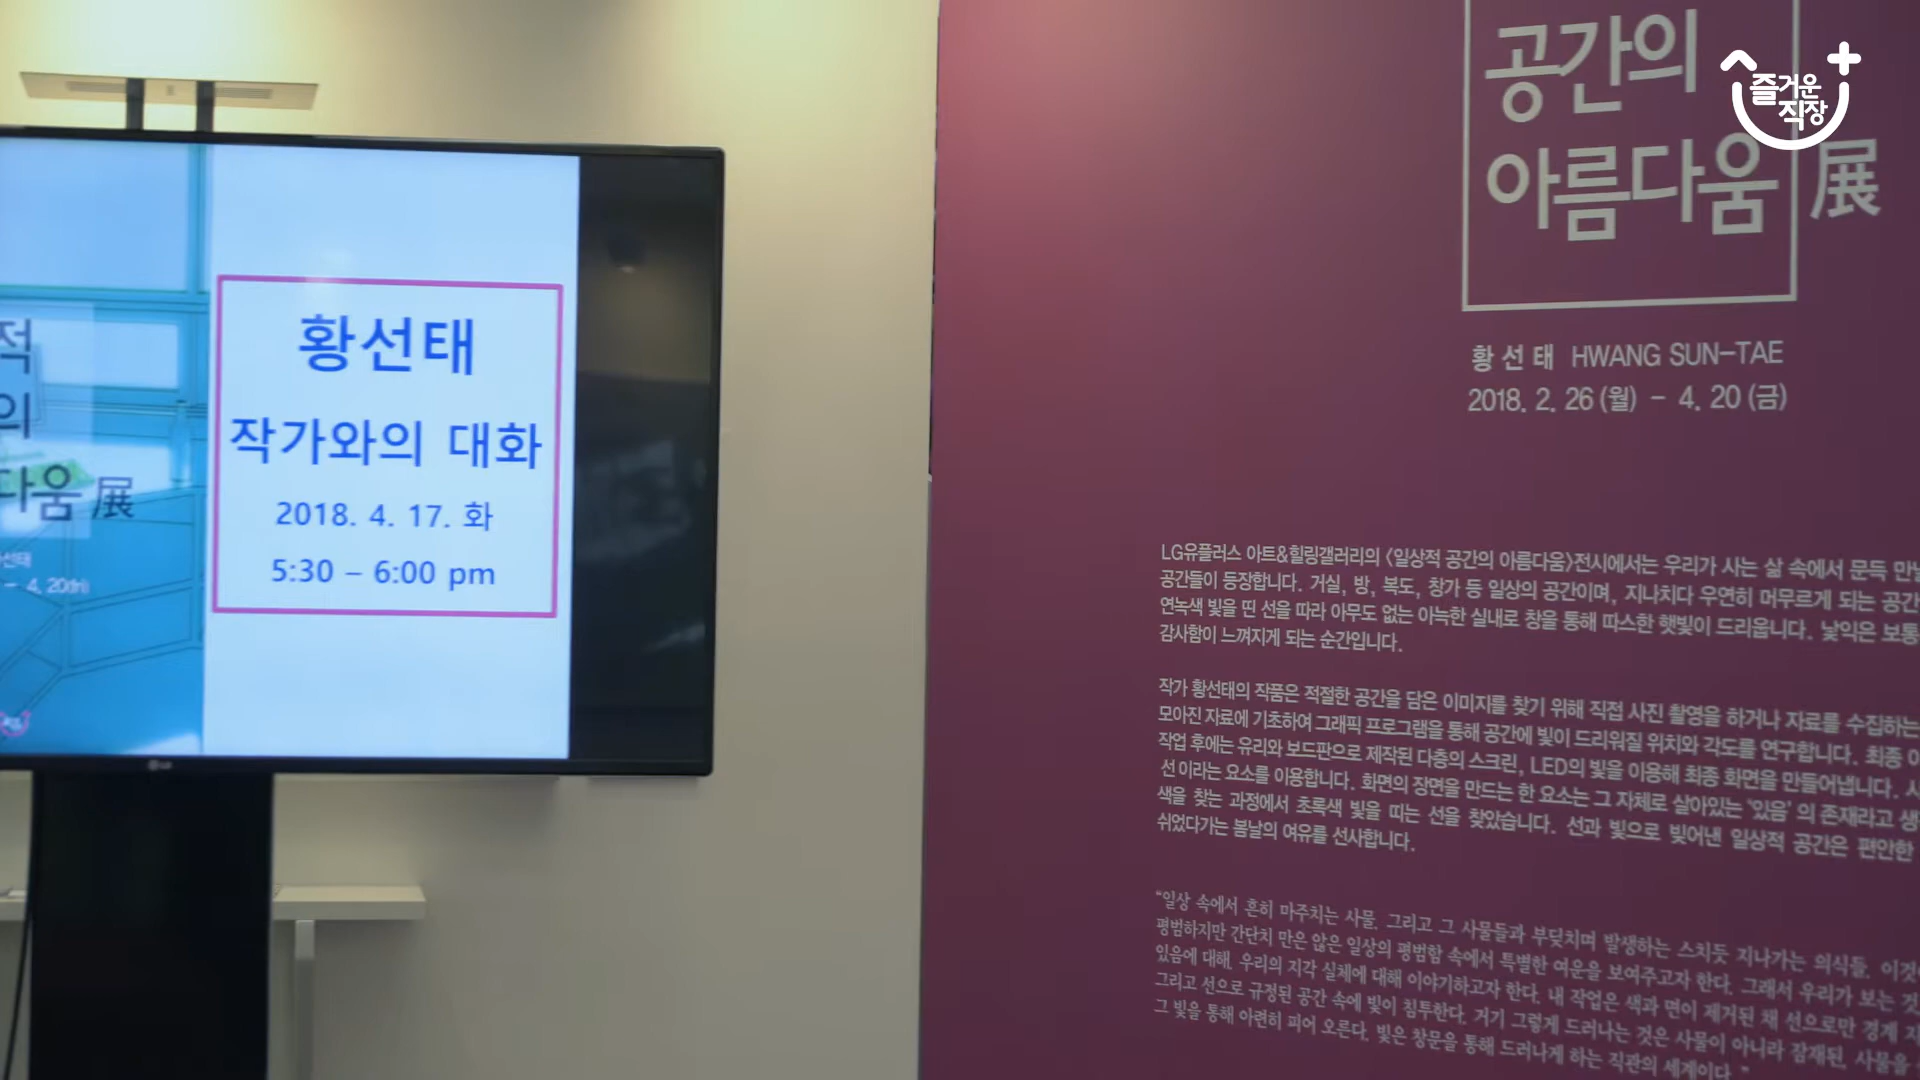 적
의
다움 展
선태
– 4. 20(fri)
황선태
작가와의 대화
2018. 4. 17. 화
5:30 – 6:00 pm
LG
공간의
아름다움 展
즐거운
직장
황선태 HWANG SUN-TAE
2018. 2. 26 (월) - 4. 20 (금)
LG유플러스 아트&힐링갤러리의 〈일상적 공간의 아름다움〉전시에서는 우리가 사는 삶 속에서 문득 만날
공간들이 등장합니다. 거실, 방, 복도, 창가 등 일상의 공간이며, 지나치다 우연히 머무르게 되는 공간
연녹색 빛을 띤 선을 따라 아무도 없는 아늑한 실내로 창을 통해 따스한 햇빛이 드리웁니다. 낯익은 보통
감사함이 느껴지게 되는 순간입니다.
작가 황선태의 작품은 적절한 공간을 담은 이미지를 찾기 위해 직접 사진 촬영을 하거나 자료를 수집하는
모아진 자료에 기초하여 그래픽 프로그램을 통해 공간에 빛이 드리워질 위치와 각도를 연구합니다. 최종 이
작업 후에는 유리와 보드판으로 제작된 다층의 스크린, LED의 빛을 이용해 최종 화면을 만들어냅니다. 사
선 이라는 요소를 이용합니다. 화면의 장면을 만드는 한 요소는 그 자체로 살아있는 '있음' 의 존재라고 생
색을 찾는 과정에서 초록색 빛을 띠는 선을 찾았습니다. 선과 빛으로 빚어낸 일상적 공간은 편안한
쉬었다가는 봄날의 여유를 선사합니다.
"일상 속에서 흔히 마주치는 사물, 그리고 그 사물들과 부딪치며 발생하는 스치듯 지나가는 의식들, 이것
평범하지만 간단치 만은 않은 일상의 평범함 속에서 특별한 여운을 보여주고자 한다. 그래서 우리가 보는 것
있음에 대해, 우리의 지각 실체에 대해 이야기하고자 한다. 내 작업은 색과 면이 제거된 채 선으로만 경계 지
그리고 선으로 규정된 공간 속에 빛이 침투한다. 거기 그렇게 드러나는 것은 사물이 아니라 잠재된, 사물을
그 빛을 통해 아련히 피어 오른다. 빛은 창문을 통해 드러나게 하는 직관의 세계이다."